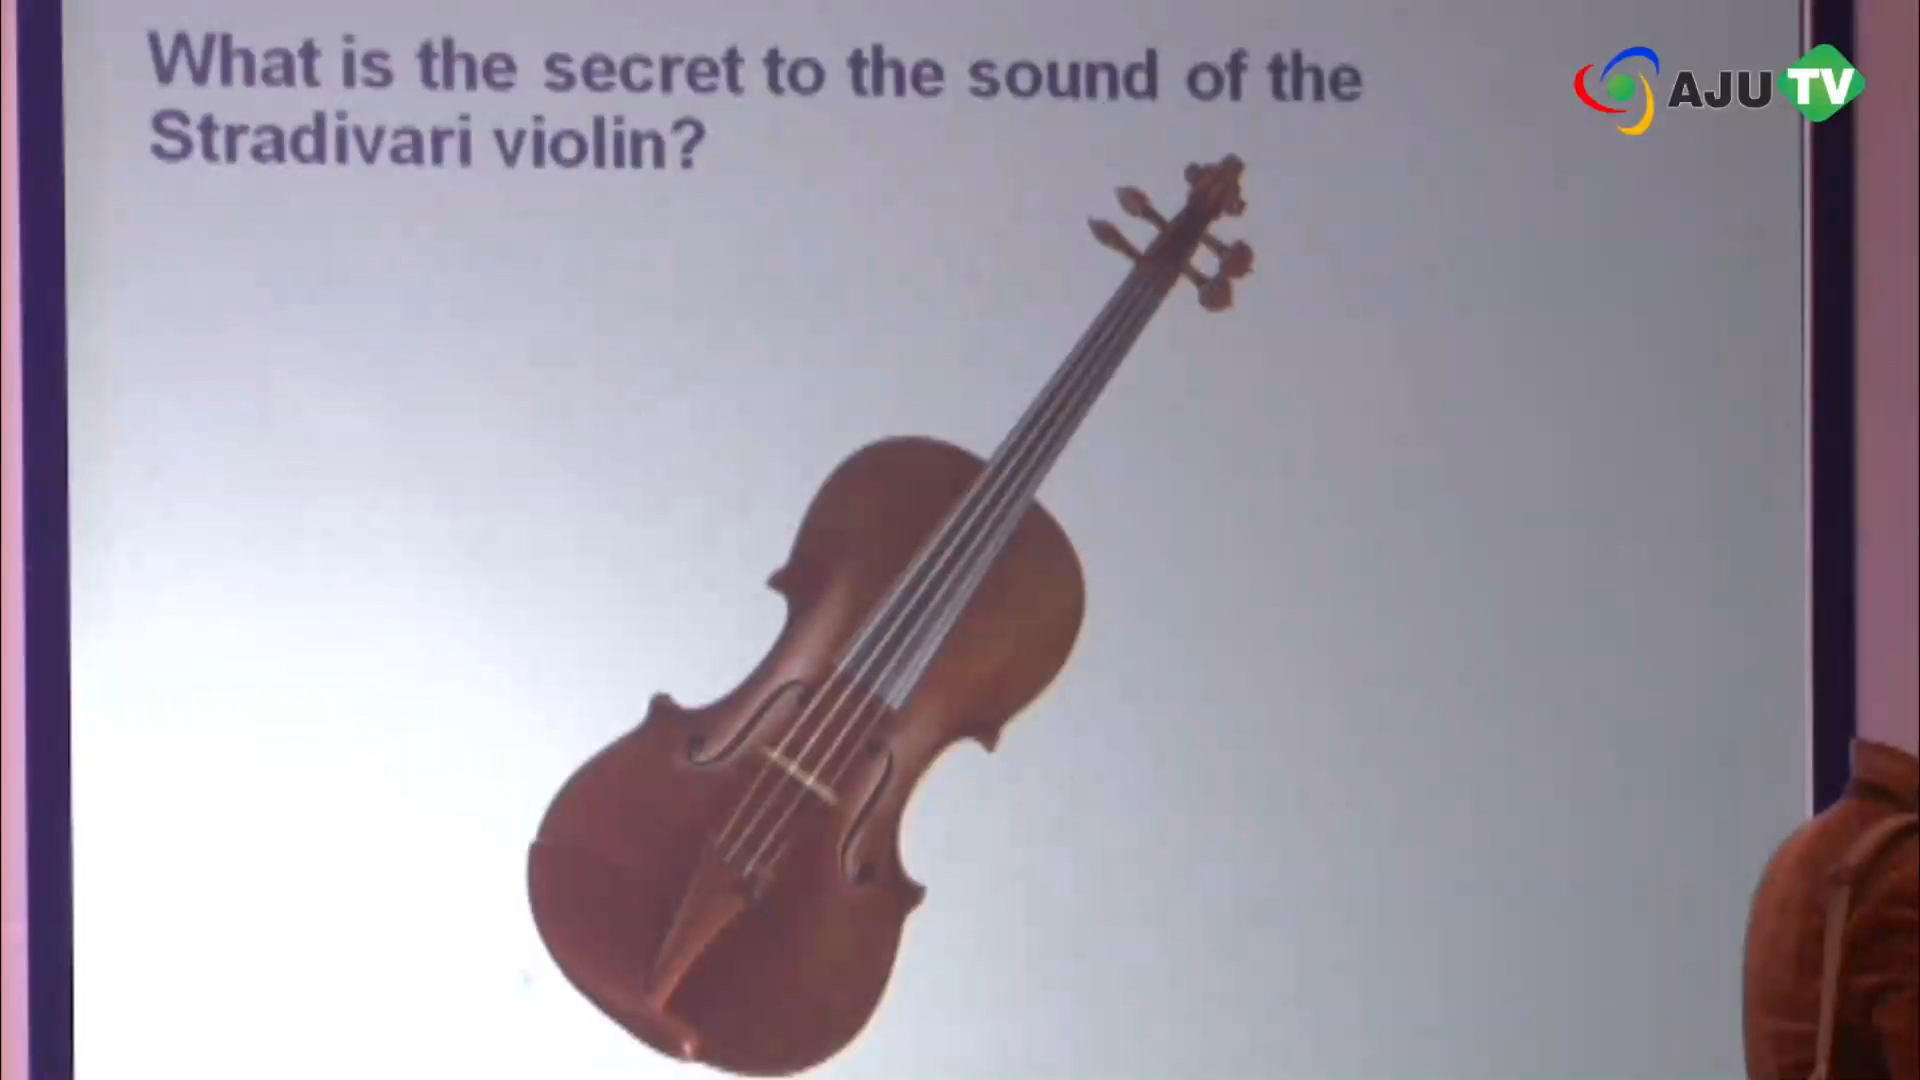 What is the secret to the sound of the
Stradivari violin?
AJU TV